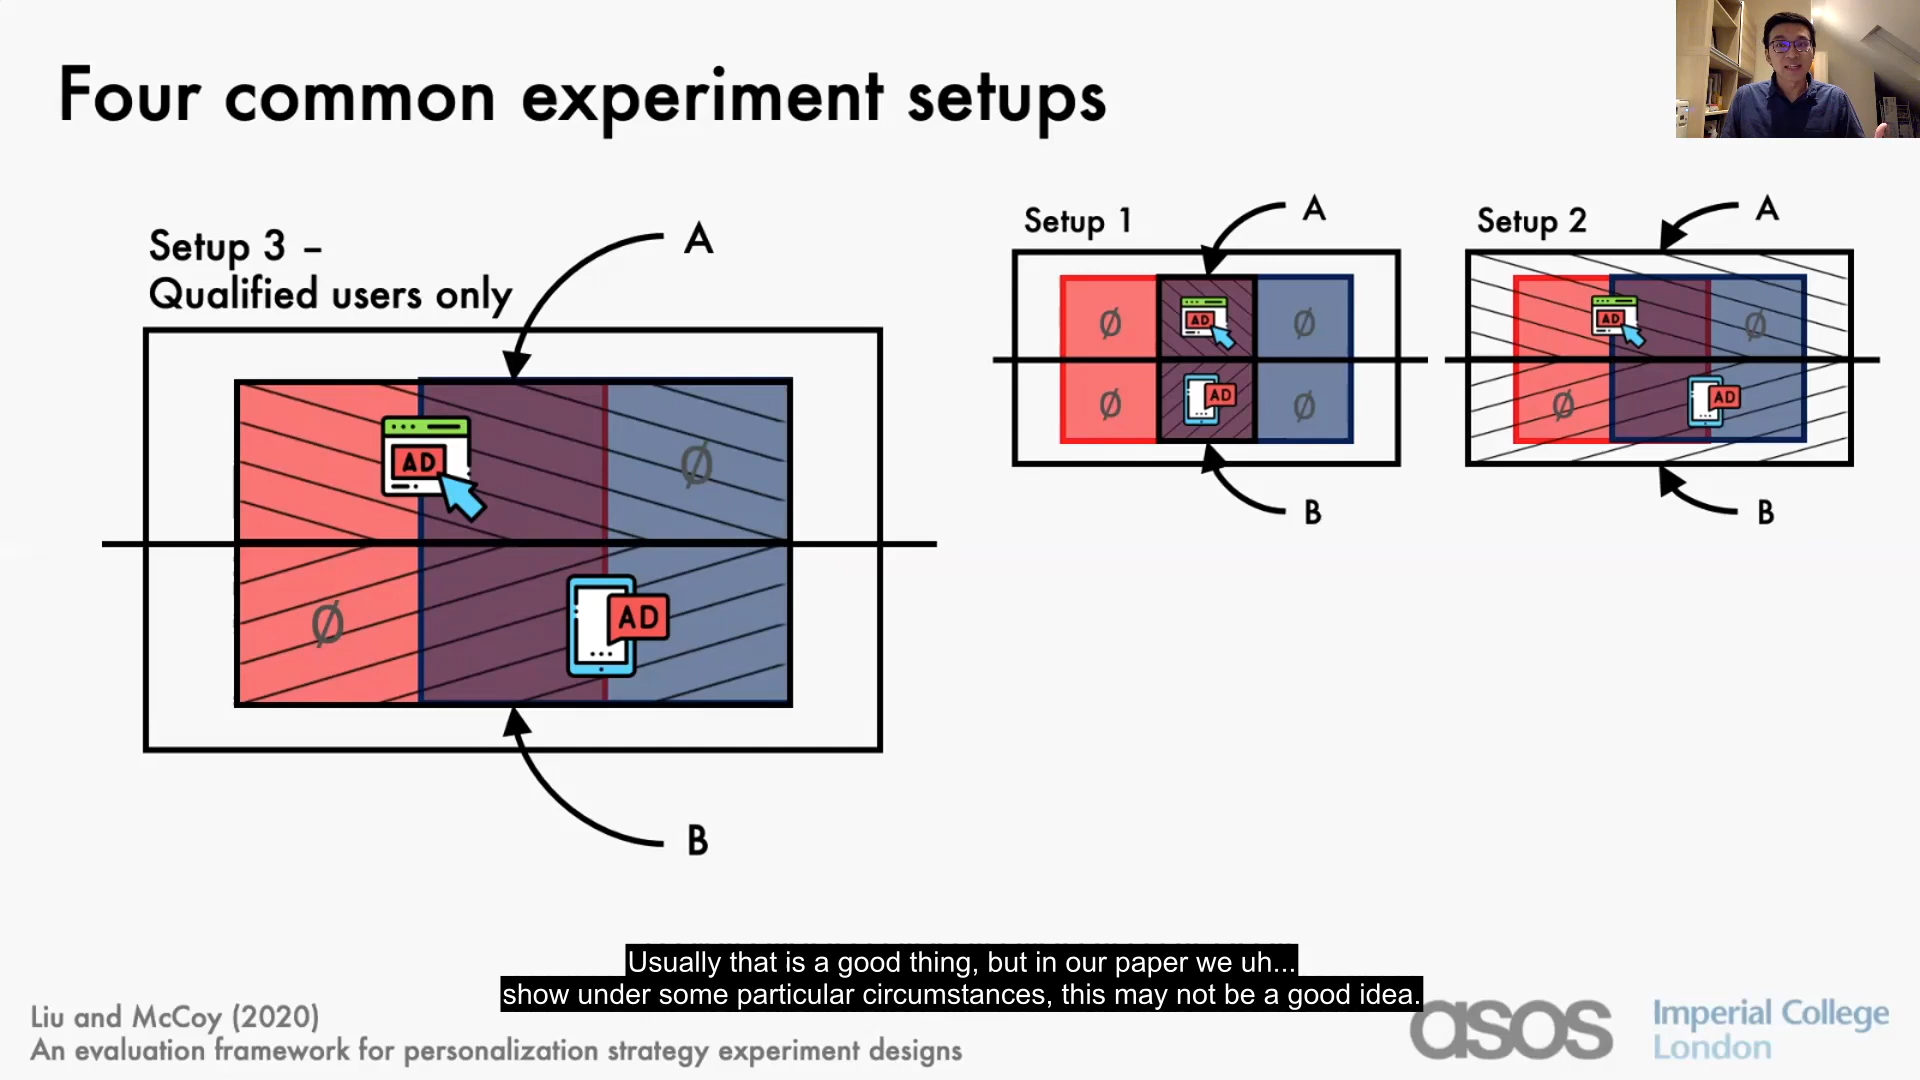 Four common experiment setups
Setup 3 –
Qualified users only
A
AD
Ø
Ø
AD
B
Setup 1
A
Ø
AD
Ø
Ø
AD
Ø
B
Setup 2
A
AD
Ø
Ø
AD
B
Usually that is a good thing, but in our paper we uh...
show under some particular circumstances, this may not be a good idea.
Liu and McCoy (2020)
An evaluation framework for personalization strategy experiment designs
asos
Imperial College
London